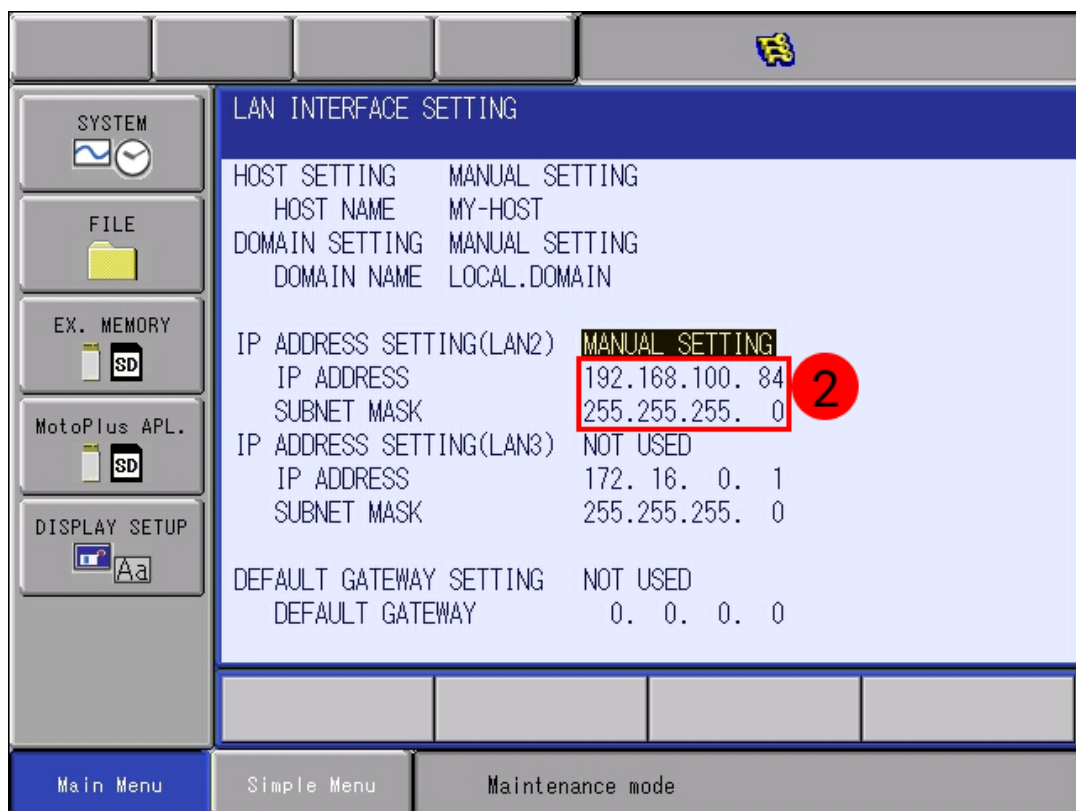 SYSTEM
FILE
EX. MEMORY
SD
MotoPlus APL.
SD
DISPLAY SETUP
Aa
LAN INTERFACE SETTING
HOST SETTING MANUAL SETTING
HOST NAME MY-HOST
DOMAIN SETTING MANUAL SETTING
DOMAIN NAME LOCAL.DOMAIN
IP ADDRESS SETTING(LAN2) MANUAL SETTING
IP ADDRESS 192.168.100. 84
2
SUBNET MASK 255.255.255. 0
IP ADDRESS SETTING(LAN3) NOT USED
IP ADDRESS 172. 16. 0. 1
SUBNET MASK 255.255.255. 0
DEFAULT GATEWAY SETTING NOT USED
DEFAULT GATEWAY 0. 0. 0. 0
Main Menu
Simple Menu
Maintenance mode